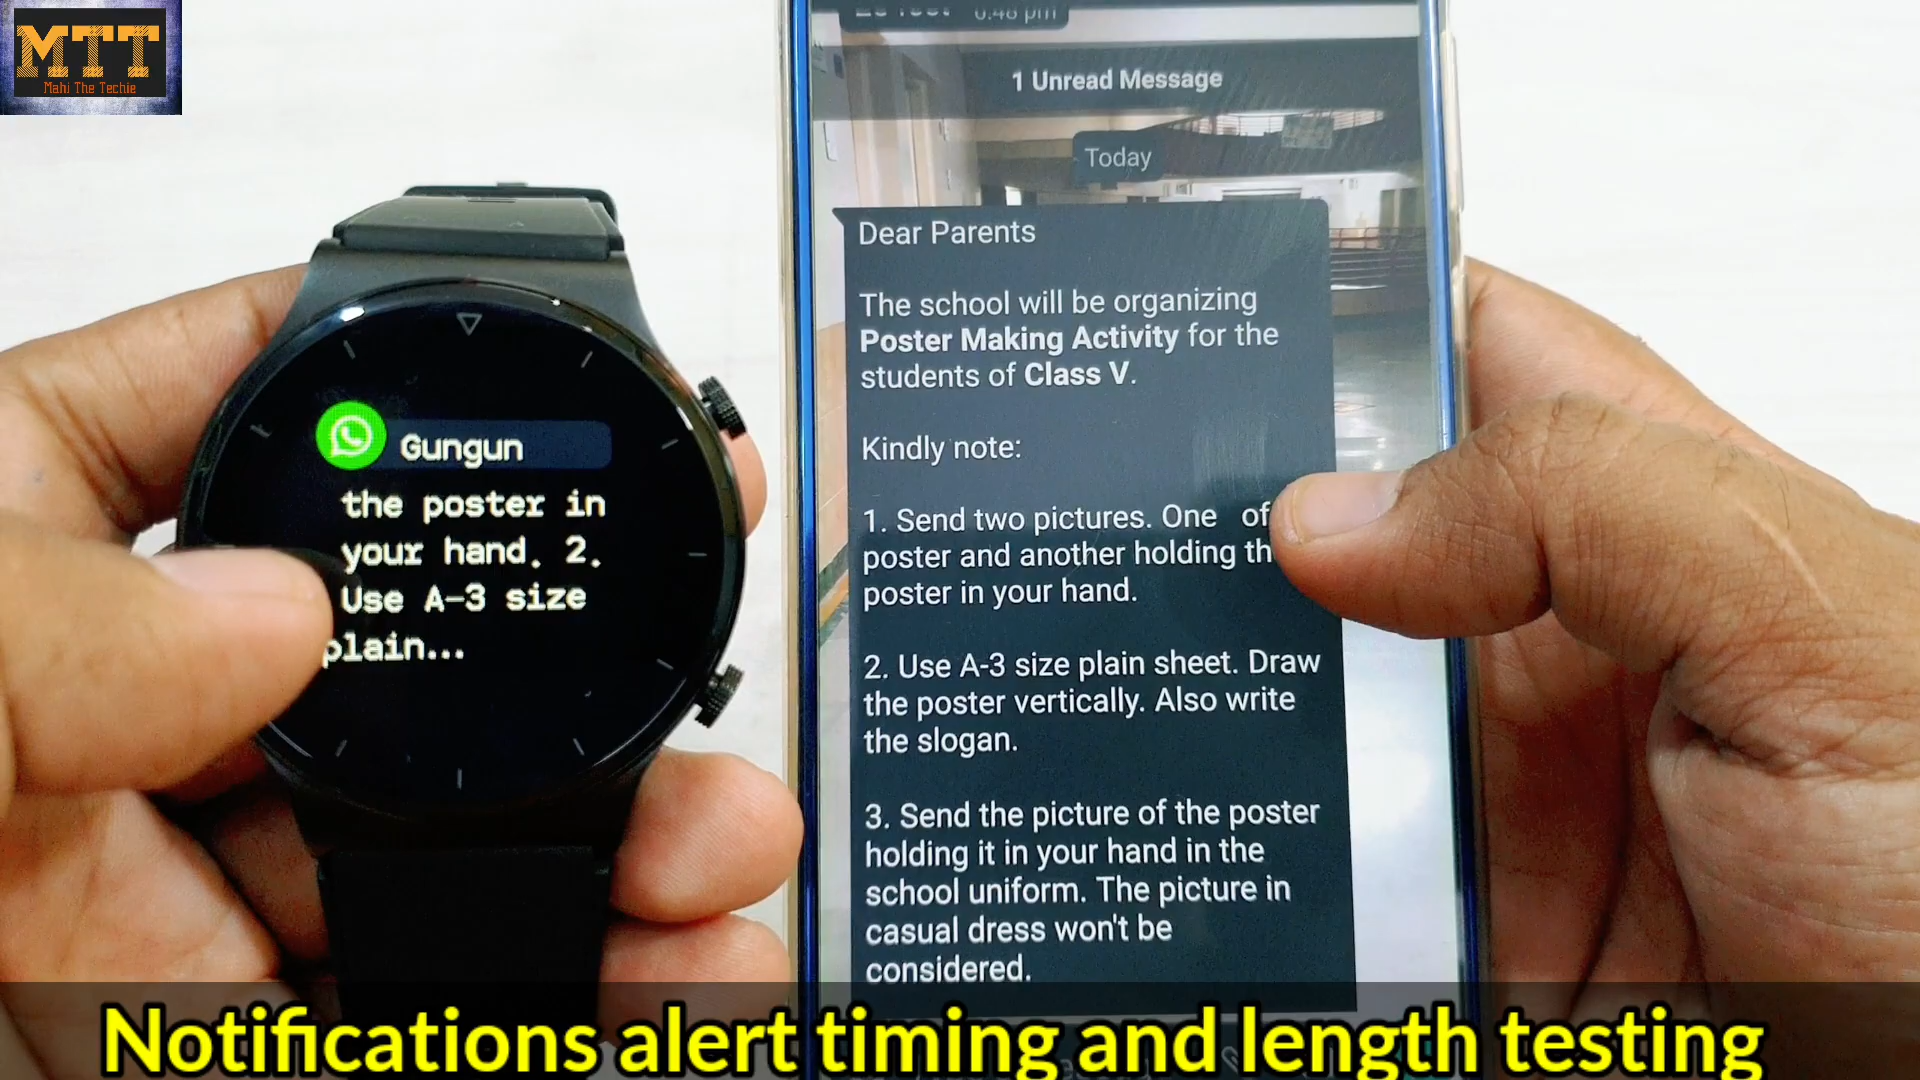 MTT
Mahi The Techie
6:48 pm
1 Unread Message
Today
Dear Parents
The school will be organizing
Poster Making Activity for the
students of Class V.
Kindly note:
1. Send two pictures. One of
poster and another holding th
poster in your hand.
2. Use A-3 size plain sheet. Draw
the poster vertically. Also write
the slogan.
3. Send the picture of the poster
holding it in your hand in the
school uniform. The picture in
casual dress won't be
considered.
Gungun
the poster in
your hand. 2.
Use A-3 size
plain...
Notifications alert timing and length testing